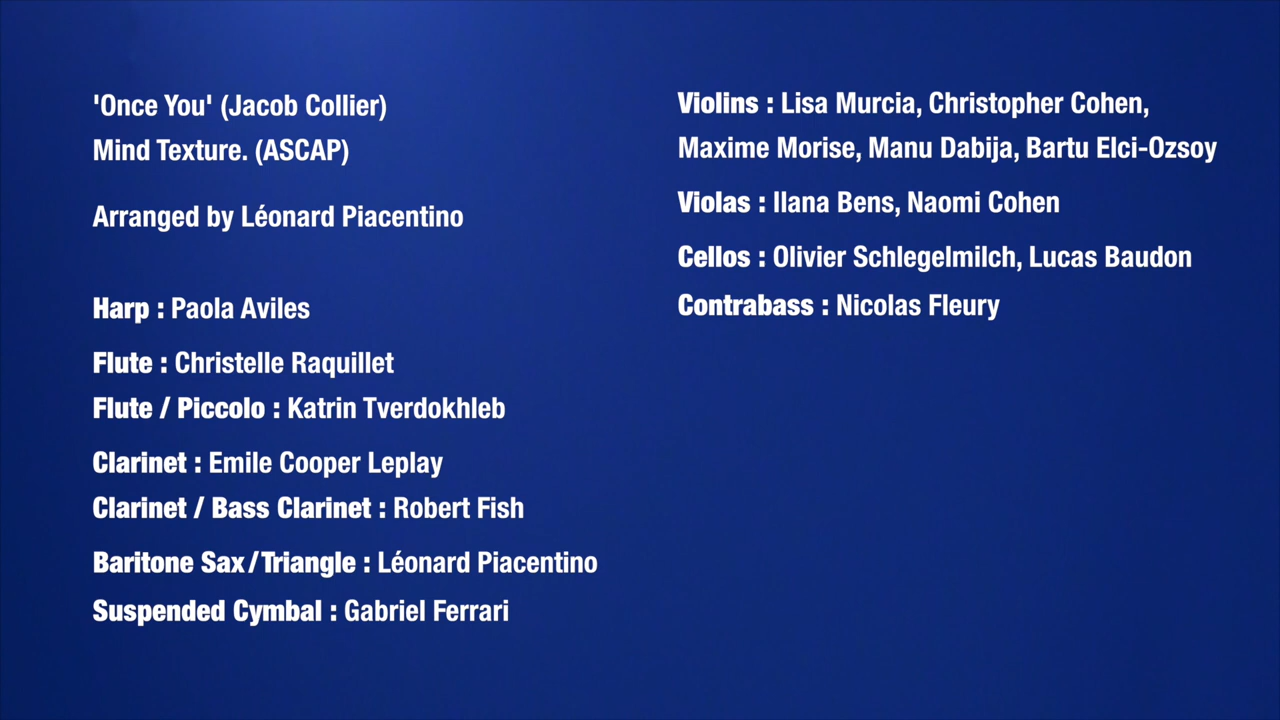 'Once You' (Jacob Collier)
Mind Texture. (ASCAP)
Arranged by Léonard Piacentino
Harp : Paola Aviles
Flute : Christelle Raquillet
Flute / Piccolo : Katrin Tverdokhleb
Clarinet : Emile Cooper Leplay
Clarinet / Bass Clarinet : Robert Fish
Baritone Sax/Triangle : Léonard Piacentino
Suspended Cymbal : Gabriel Ferrari
Violins : Lisa Murcia, Christopher Cohen,
Maxime Morise, Manu Dabija, Bartu Elci-Ozsoy
Violas : Ilana Bens, Naomi Cohen
Cellos : Olivier Schlegelmilch, Lucas Baudon
Contrabass : Nicolas Fleury